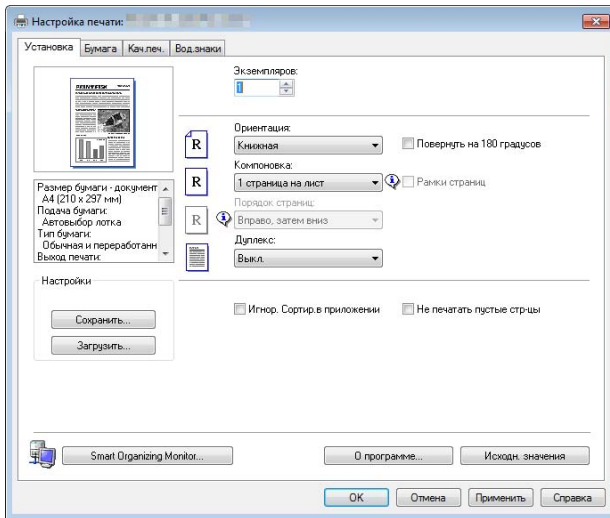 Настройка печати:
Установка
Бумага
Кач.печ.
Вод.знаки
Экземпляров:
1
Ориентация:
R
Книжная
Повернуть на 180 градусов
Компоновка:
R
1 страница на лист
Рамки страниц
Порядок страниц:
R
Вправо, затем вниз
Дуплекс:
Выкл.
Размер бумаги - документ
A4 (210 x 297 мм)
Подача бумаги:
Автовыбор лотка
Тип бумаги:
Обычная и переработанн
Выход печати:
Настройки
Сохранить...
Загрузить...
Игнор. Сортир.в приложении
Не печатать пустые стр-цы
Smart Organizing Monitor...
О программе...
Исходн. значения
OK
Отмена
Применить
Справка